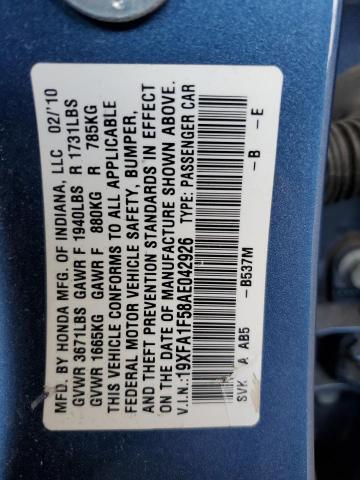 MFD. BY HONDA MFG. OF INDIANA, LLC 02/'10
GVWR 3671LBS GAWR F 1940LBS R 1731LBS
GVWR 1665KG GAWR F 880KG R 785KG
THIS VEHICLE CONFORMS TO ALL APPLICABLE
FEDERAL MOTOR VEHICLE SAFETY, BUMPER,
AND THEFT PREVENTION STANDARDS IN EFFECT
ON THE DATE OF MANUFACTURE SHOWN ABOVE.
V.I.N.:19XFA1F58AE042926 TYPE: PASSENGER CAR
SVK A AB5 -B537M -B -E